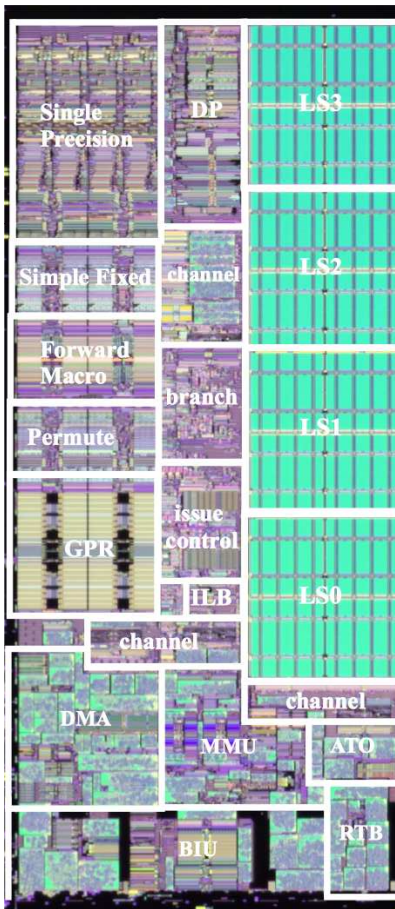 Single
Precision
DP
LS3
Simple Fixed
channel
LS2
Forward
Macro
branch
LS1
Permute
GPR
issue
control
ILB
LS0
channel
channel
DMA
MMU
ATO
BIU
RTB